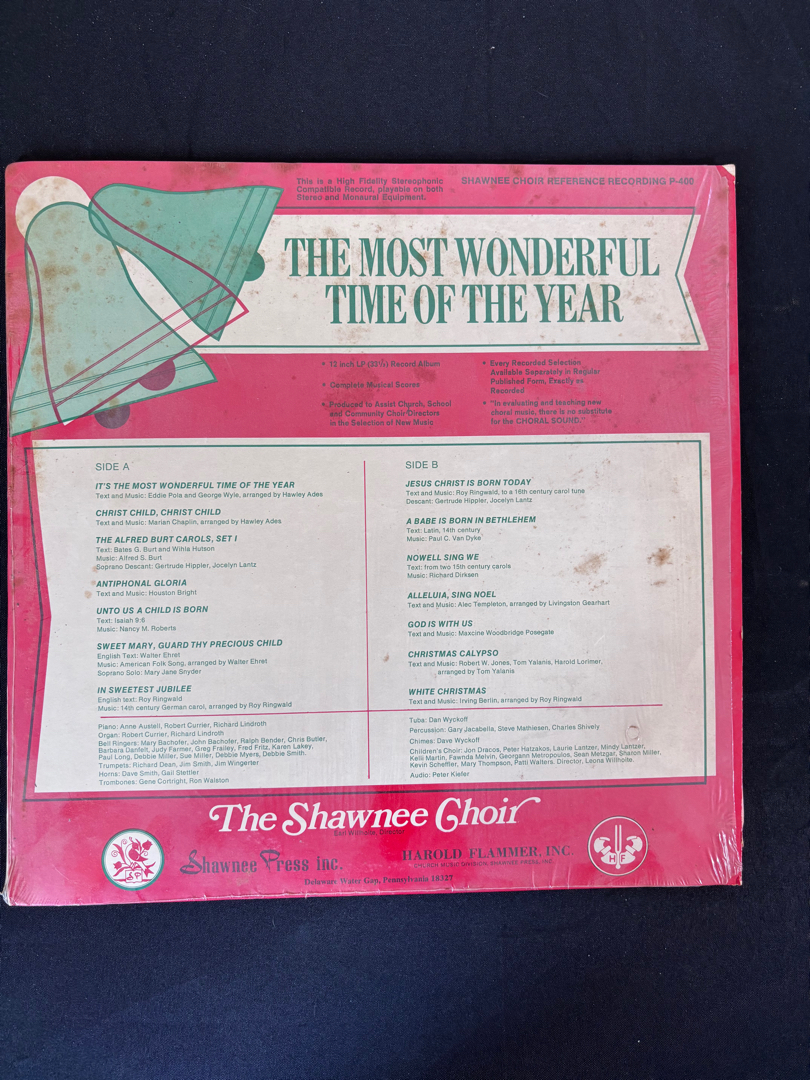 This is a High Fidelity Stereophonic
Compatible Record, playable on both
Stereo and Monaural Equipment.
SHAWNEE CHOIR REFERENCE RECORDING P-400
THE MOST WONDERFUL
TIME OF THE YEAR
• 12 inch LP (33⅓) Record Album
• Complete Musical Scores
• Produced to Assist Church, School
and Community Choir Directors
in the Selection of New Music
• Every Recorded Selection
Available Separately in Regular
Published Form, Exactly as
Recorded
• "In evaluating and teaching new
choral music, there is no substitute
for the CHORAL SOUND."
SIDE A
IT'S THE MOST WONDERFUL TIME OF THE YEAR
Text and Music: Eddie Pola and George Wyle, arranged by Hawley Ades
CHRIST CHILD, CHRIST CHILD
Text and Music: Marian Chaplin, arranged by Hawley Ades
THE ALFRED BURT CAROLS, SET I
Text: Bates G. Burt and Wihla Hutson
Music: Alfred S. Burt
Soprano Descant: Gertrude Hippler, Jocelyn Lantz
ANTIPHONAL GLORIA
Text and Music: Houston Bright
UNTO US A CHILD IS BORN
Text: Isaiah 9:6
Music: Nancy M. Roberts
SWEET MARY, GUARD THY PRECIOUS CHILD
English Text: Walter Ehret
Music: American Folk Song, arranged by Walter Ehret
Soprano Solo: Mary Jane Snyder
IN SWEETEST JUBILEE
English text: Roy Ringwald
Music: 14th century German carol, arranged by Roy Ringwald
Piano: Anne Austell, Robert Currier, Richard Lindroth
Organ: Robert Currier, Richard Lindroth
Bell Ringers: Mary Bachofer, John Bachofer, Ralph Bender, Chris Butler,
Barbara Danfelt, Judy Farmer, Greg Frailey, Fred Fritz, Karen Lakey,
Paul Long, Debbie Miller, Sue Miller, Debbie Myers, Debbie Smith.
Trumpets: Richard Dean, Jim Smith, Jim Wingerter
Horns: Dave Smith, Gail Stettler
Trombones: Gene Cortright, Ron Walston
SIDE B
JESUS CHRIST IS BORN TODAY
Text and Music: Roy Ringwald, to a 16th century carol tune
Descant: Gertrude Hippler, Jocelyn Lantz
A BABE IS BORN IN BETHLEHEM
Text: Latin, 14th century
Music: Paul C. Van Dyke
NOWELL SING WE
Text: from two 15th century carols
Music: Richard Dirksen
ALLELUIA, SING NOEL
Text and Music: Alec Templeton, arranged by Livingston Gearhart
GOD IS WITH US
Text and Music: Maxcine Woodbridge Posegate
CHRISTMAS CALYPSO
Text and Music: Robert W. Jones, Tom Yalanis, Harold Lorimer,
arranged by Tom Yalanis
WHITE CHRISTMAS
Text and Music: Irving Berlin, arranged by Roy Ringwald
Tuba: Dan Wyckoff
Percussion: Gary Jacabella, Steve Mathiesen, Charles Shively
Chimes: Dave Wyckoff
Children's Choir: Jon Dracos, Peter Hatzakos, Laurie Lantzer, Mindy Lantzer,
Kelli Martin, Fawnda Melvin, Georgann Metropoulos, Sean Metzgar, Sharon Miller,
Kevin Scheffler, Mary Thompson, Patti Walters. Director, Leona Willhoite.
Audio: Peter Kiefer
The Shawnee Choir
Earl Willhoite, Director
SP
Shawnee Press inc.
HAROLD FLAMMER, INC.
CHURCH MUSIC DIVISION, SHAWNEE PRESS, INC.
H F
Delaware Water Gap, Pennsylvania 18327